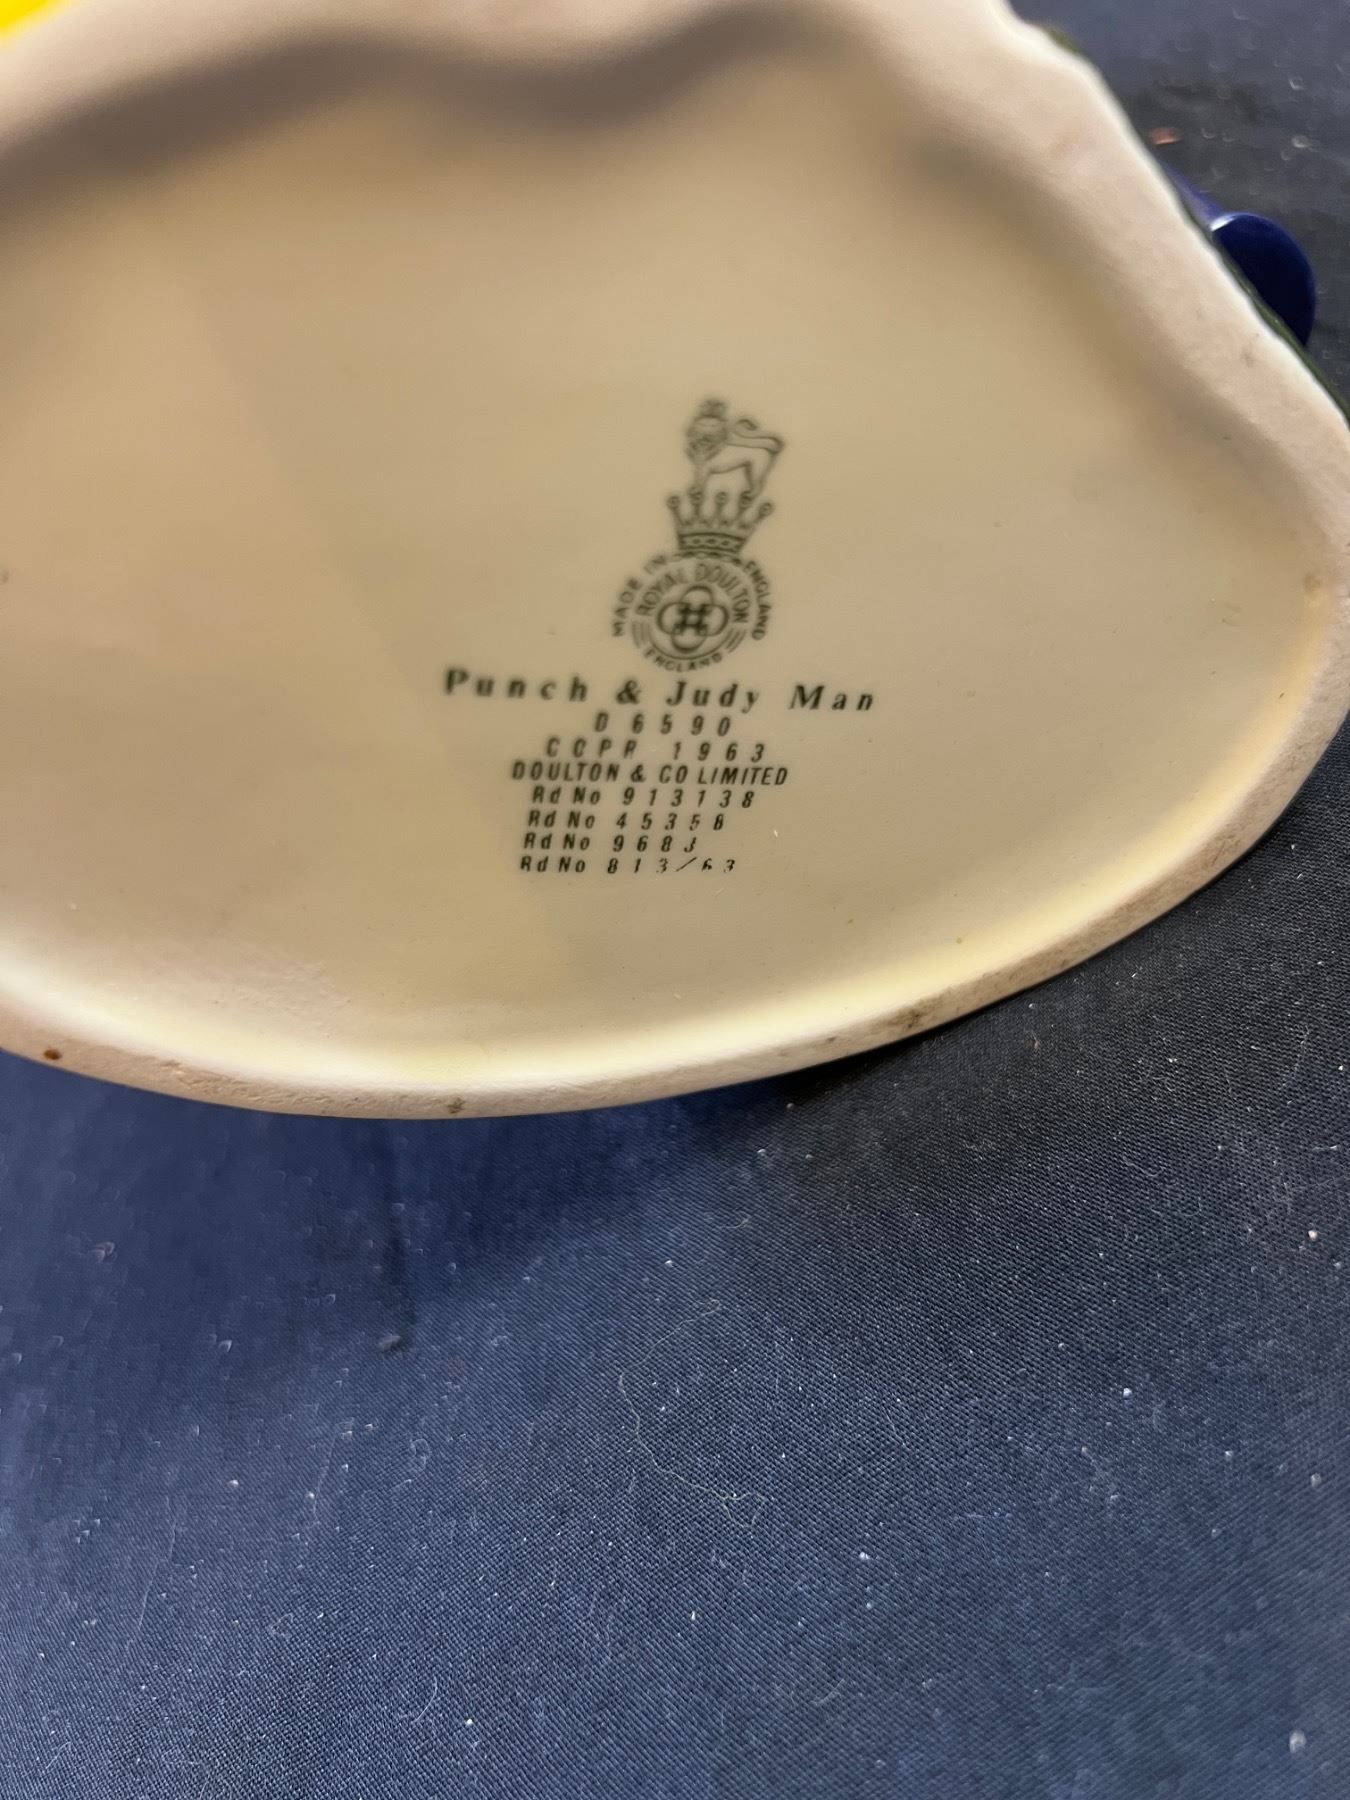 MADE IN ENGLAND
ROYAL DOULTON
ENGLAND
Punch & Judy Man
D 6590
COPR 1963
DOULTON & CO LIMITED
Rd No 913138
Rd No 45358
Rd No 9683
Rd No 813/63